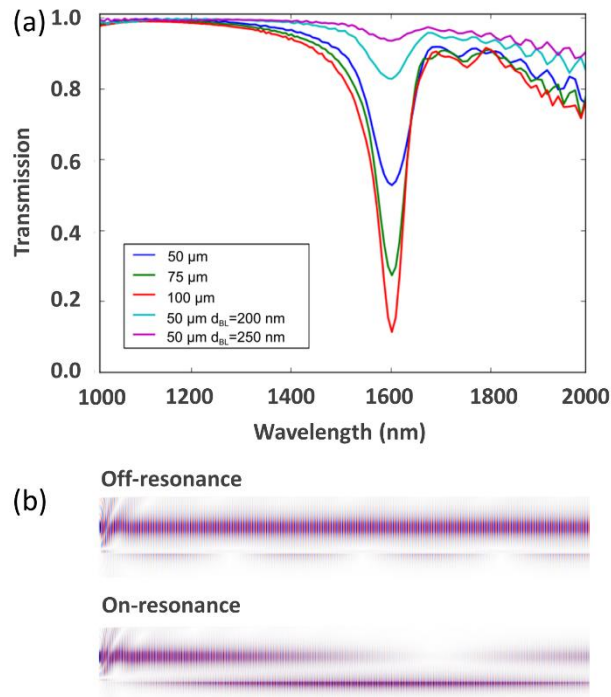 (a)
1.0
0.8
0.6
0.4
0.2
0.0
Transmission
50 µm
75 µm
100 µm
50 µm d_BL=200 nm
50 µm d_BL=250 nm
1000 1200 1400 1600 1800 2000
Wavelength (nm)
(b)
Off-resonance
On-resonance